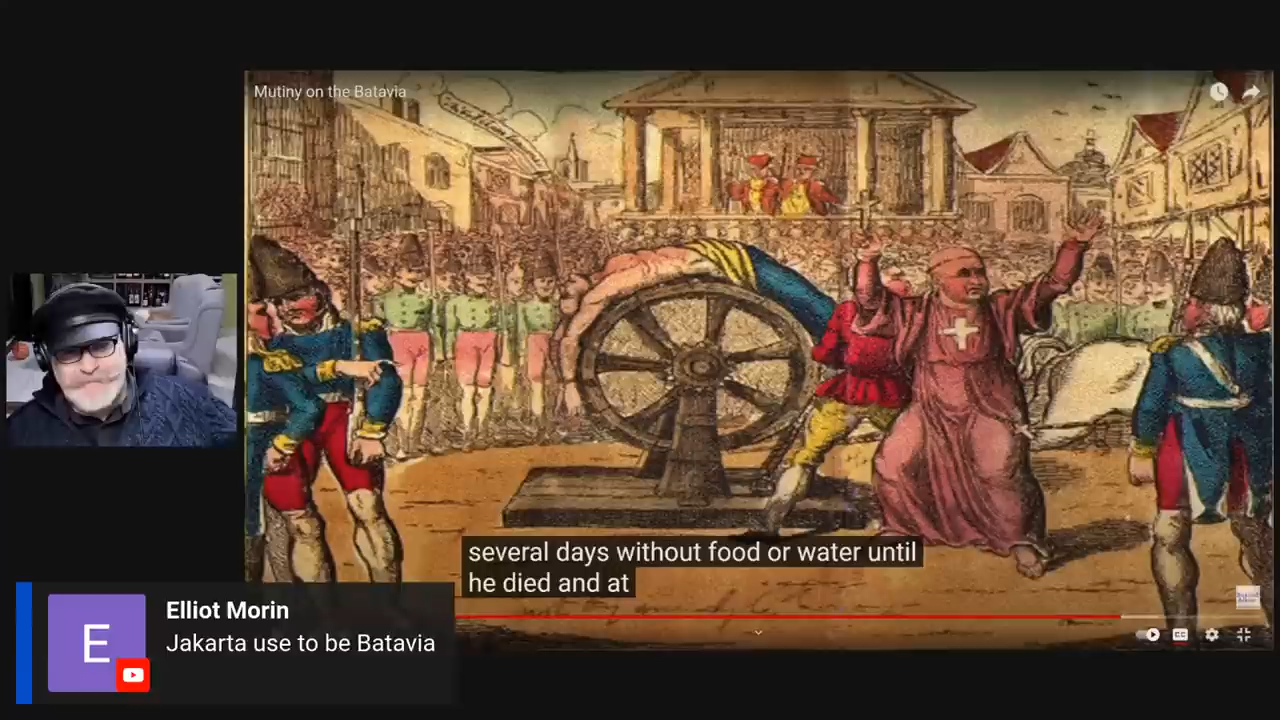 Mutiny on the Batavia
several days without food or water until
he died and at
E
Elliot Morin
Jakarta use to be Batavia
CC